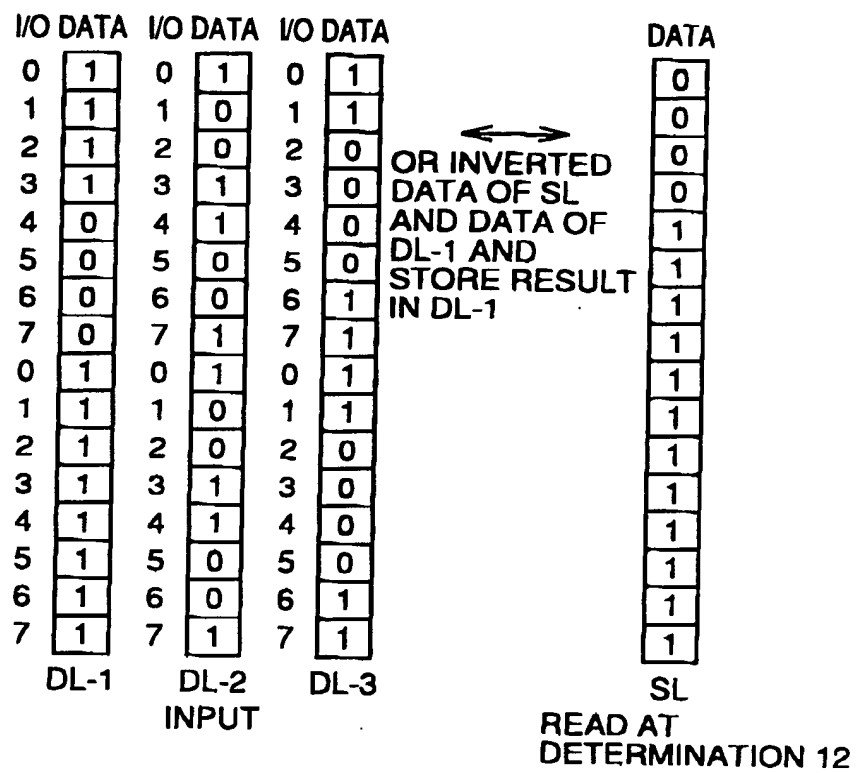 I/O DATA I/O DATA I/O DATA DATA
0 1 0 1 0 1 0
1 1 1 0 1 1 0
2 1 2 0 2 0 0
3 1 3 1 3 0 0
4 0 4 1 4 0 1
5 0 5 0 5 0 1
6 0 6 0 6 1 1
7 0 7 1 7 1 1
0 1 0 1 0 1 1
1 1 1 0 1 1 1
2 1 2 0 2 0 1
3 1 3 1 3 0 1
4 1 4 1 4 0 1
5 1 5 0 5 0 1
6 1 6 0 6 1 1
7 1 7 1 7 1 1
OR INVERTED
DATA OF SL
AND DATA OF
DL-1 AND
STORE RESULT
IN DL-1
DL-1 DL-2 DL-3 SL
INPUT
READ AT
DETERMINATION 12